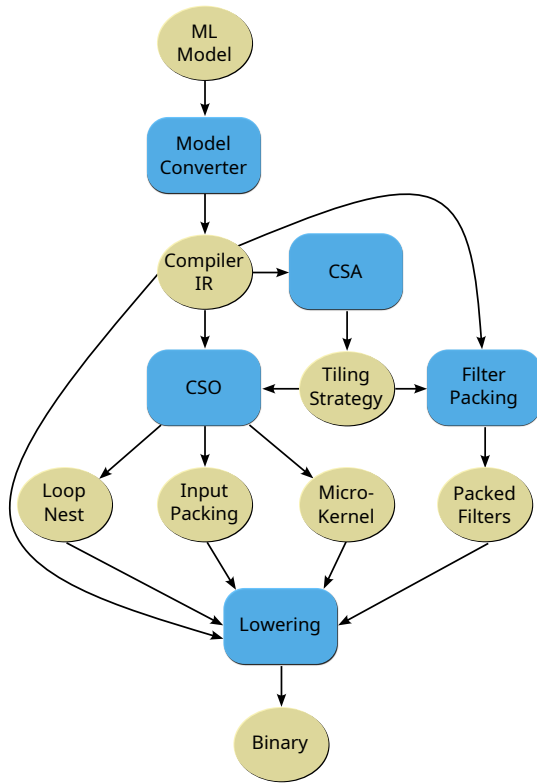 ML
Model
Model
Converter
Compiler
IR
CSA
CSO
Tiling
Strategy
Filter
Packing
Loop
Nest
Input
Packing
Micro-
Kernel
Packed
Filters
Lowering
Binary